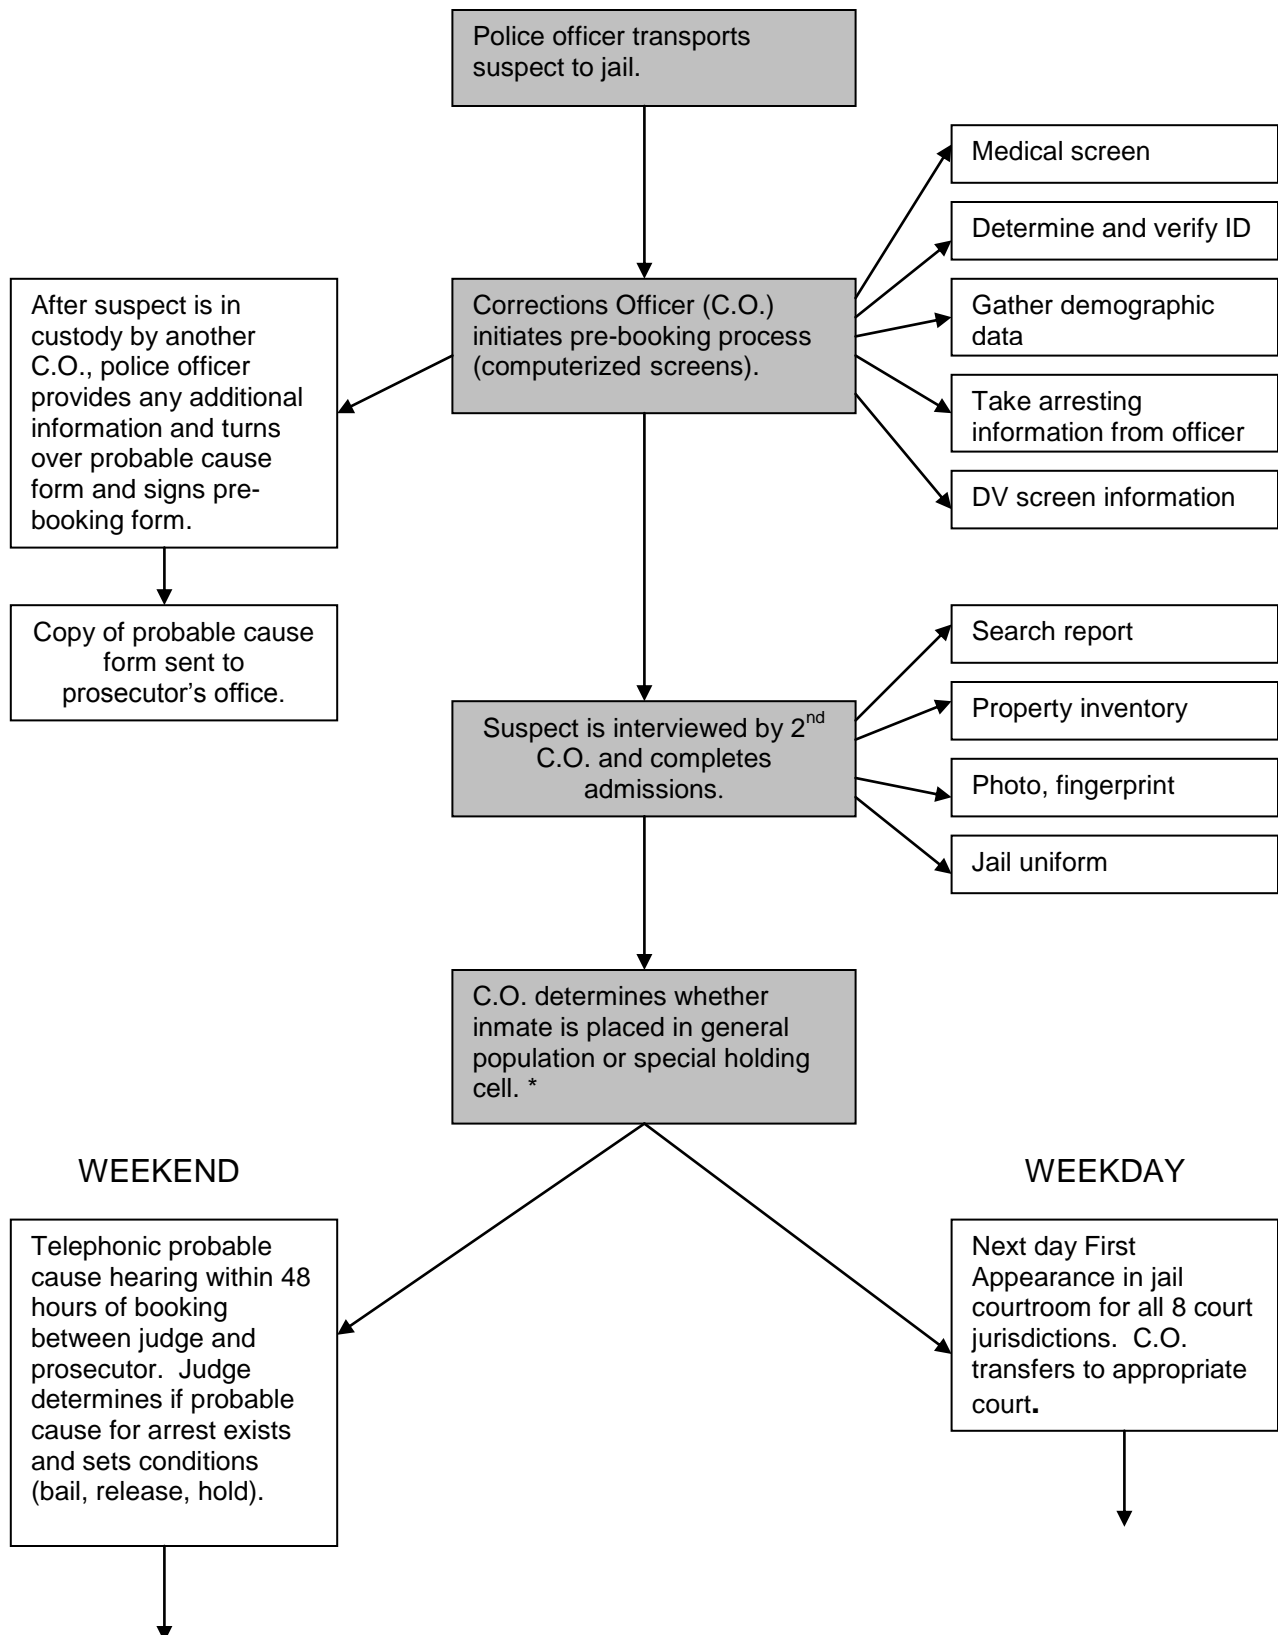 Police officer transports
suspect to jail.
Medical screen
Determine and verify ID
Gather demographic
data
Take arresting
information from officer
DV screen information
Corrections Officer (C.O.)
initiates pre-booking process
(computerized screens).
After suspect is in
custody by another
C.O., police officer
provides any additional
information and turns
over probable cause
form and signs pre-
booking form.
Copy of probable cause
form sent to
prosecutor’s office.
Suspect is interviewed by 2nd
C.O. and completes
admissions.
Search report
Property inventory
Photo, fingerprint
Jail uniform
C.O. determines whether
inmate is placed in general
population or special holding
cell. *
WEEKEND
Telephonic probable
cause hearing within 48
hours of booking
between judge and
prosecutor.  Judge
determines if probable
cause for arrest exists
and sets conditions
(bail, release, hold).
WEEKDAY
Next day First
Appearance in jail
courtroom for all 8 court
jurisdictions.  C.O.
transfers to appropriate
court.